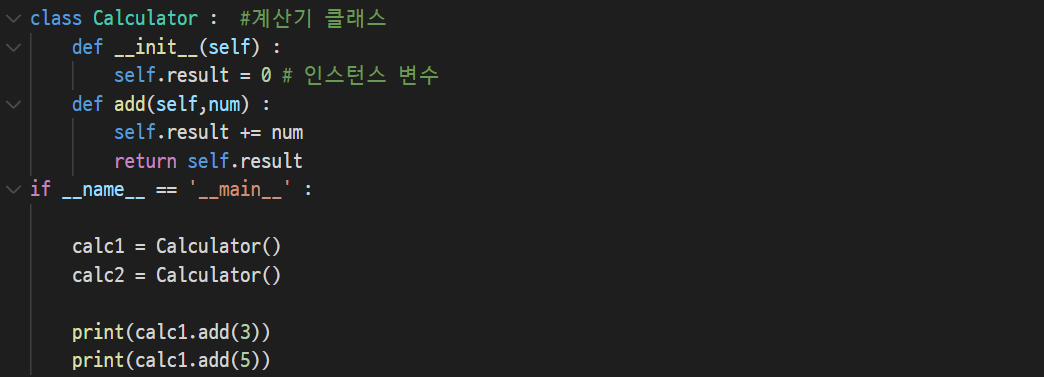 class Calculator :  #계산기 클래스
    def __init__(self) :
        self.result = 0 # 인스턴스 변수
    def add(self,num) :
        self.result += num
        return self.result
if __name__ == '__main__' :
    calc1 = Calculator()
    calc2 = Calculator()
    print(calc1.add(3))
    print(calc1.add(5))